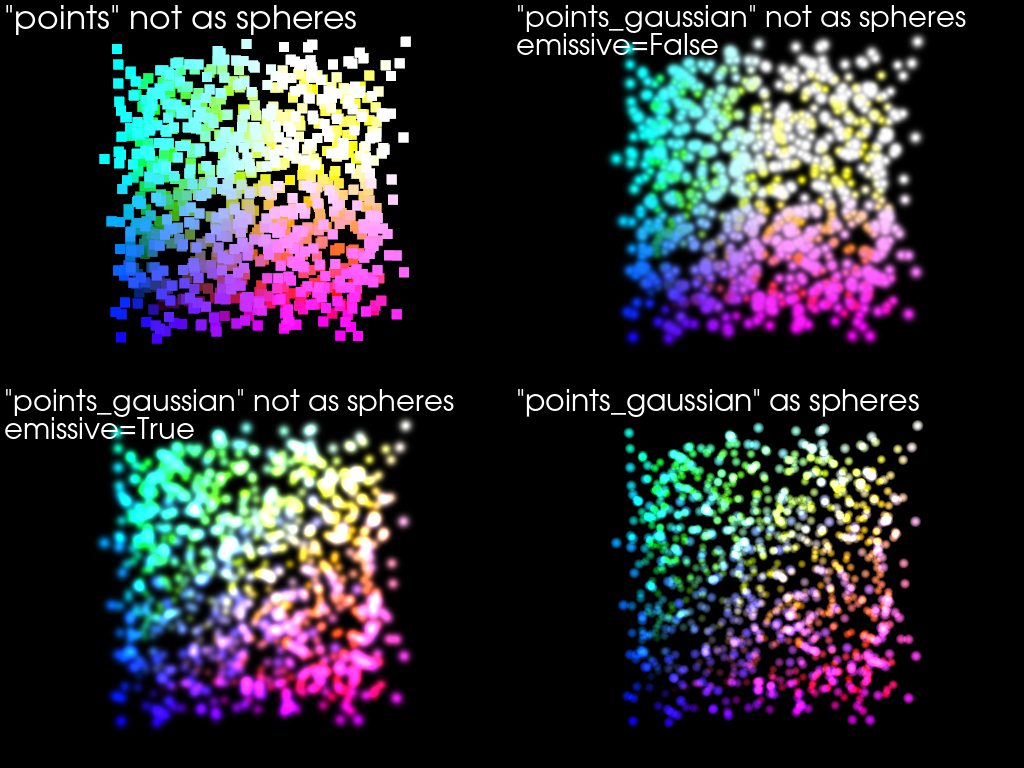 "points" not as spheres
"points_gaussian" not as spheres
emissive=False
"points_gaussian" not as spheres
emissive=True
"points_gaussian" as spheres